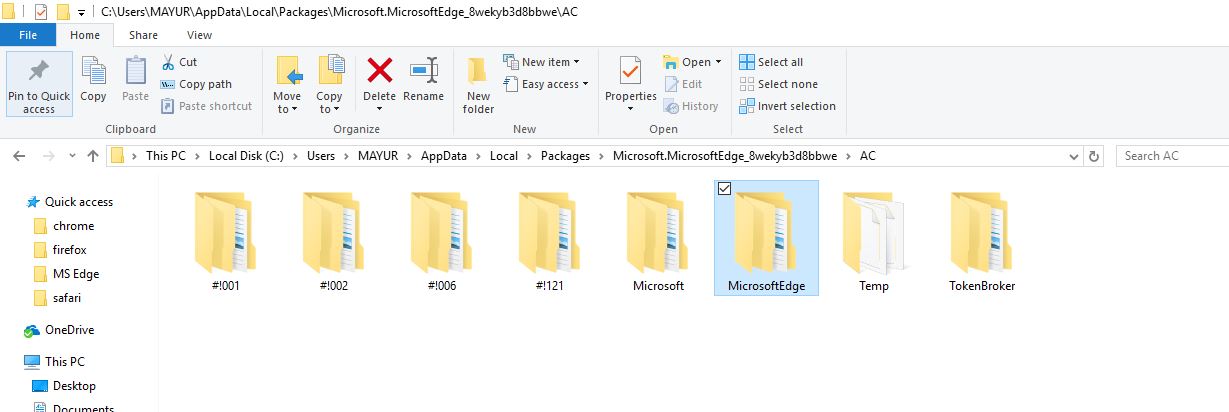 C:\Users\MAYUR\AppData\Local\Packages\Microsoft.MicrosoftEdge_8wekyb3d8bbwe\AC
File Home Share View
Pin to Quick access
Copy
Paste
Cut
Copy path
Paste shortcut
Clipboard
Move to
Copy to
Delete
Rename
Organize
New folder
New item
Easy access
New
Properties
Open
Edit
History
Open
Select all
Select none
Invert selection
Select
This PC > Local Disk (C:) > Users > MAYUR > AppData > Local > Packages > Microsoft.MicrosoftEdge_8wekyb3d8bbwe > AC
Search AC
Quick access
chrome
firefox
MS Edge
safari
OneDrive
This PC
Desktop
Documents
#!001
#!002
#!006
#!121
Microsoft
MicrosoftEdge
Temp
TokenBroker